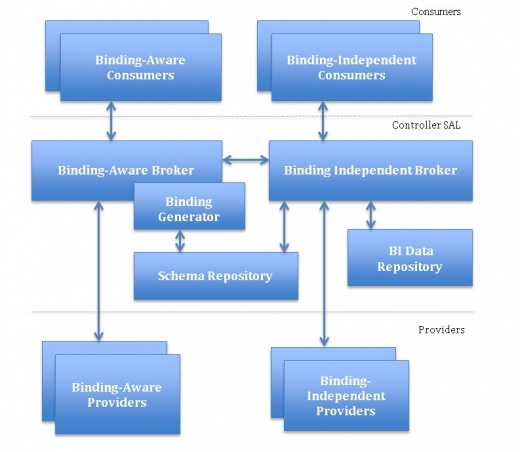 Consumers
Binding-Aware
Consumers
Binding-Independent
Consumers
Controller SAL
Binding-Aware Broker
Binding Independent Broker
Binding
Generator
Schema Repository
BI Data
Repository
Providers
Binding-Aware
Providers
Binding-
Independent
Providers